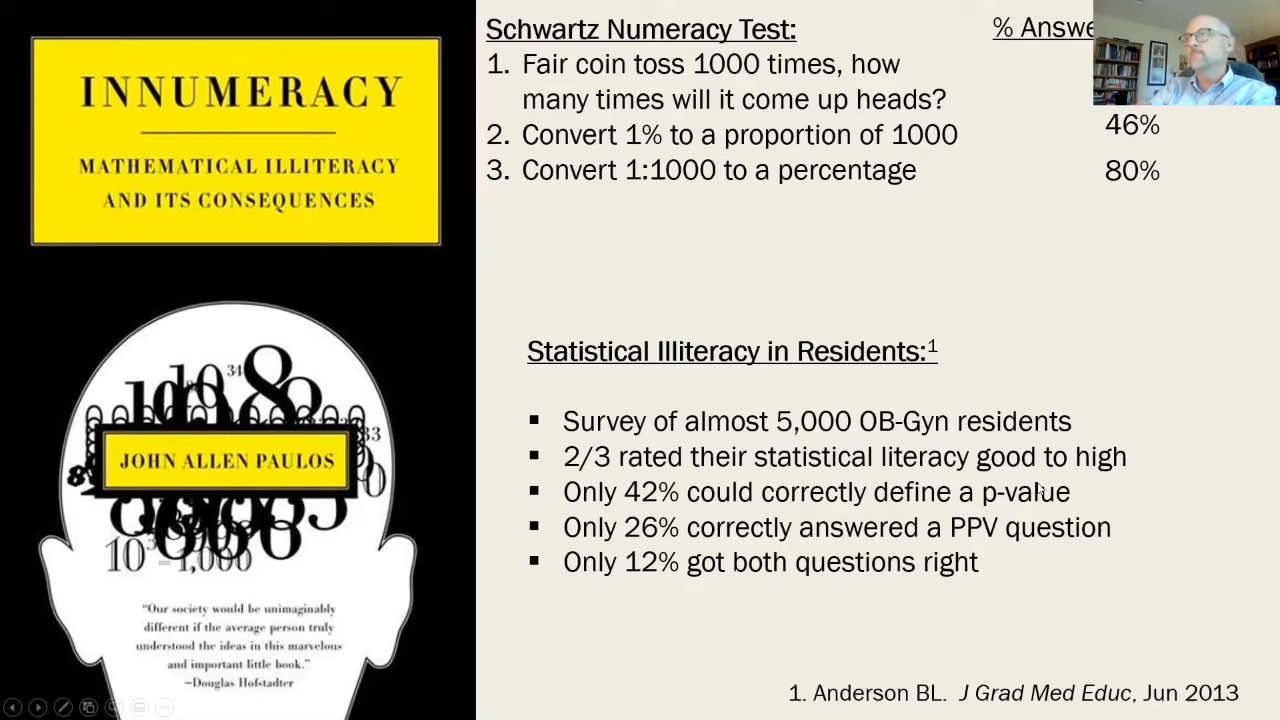 INNUMERACY
MATHEMATICAL ILLITERACY
AND ITS CONSEQUENCES
JOHN ALLEN PAULOS
“Our society would be unimaginably
different if the average person truly
understood the ideas in this marvelous
and important little book.”
–Douglas Hofstadter
Schwartz Numeracy Test:
% Answe
1. Fair coin toss 1000 times, how
many times will it come up heads?
2. Convert 1% to a proportion of 1000
46%
3. Convert 1:1000 to a percentage
80%
Statistical Illiteracy in Residents:1
▪ Survey of almost 5,000 OB-Gyn residents
▪ 2/3 rated their statistical literacy good to high
▪ Only 42% could correctly define a p-value
▪ Only 26% correctly answered a PPV question
▪ Only 12% got both questions right
1. Anderson BL. J Grad Med Educ, Jun 2013